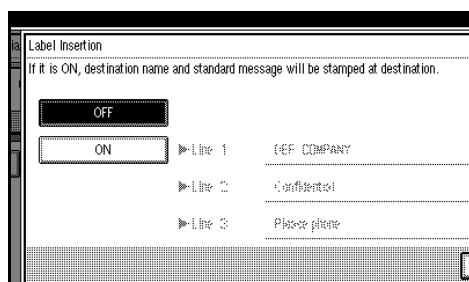 Label Insertion
If it is ON, destination name and standard message will be stamped at destination.
OFF
ON
▶Line 1 DEF COMPANY
▶Line 2 Confidential
▶Line 3 Please phone